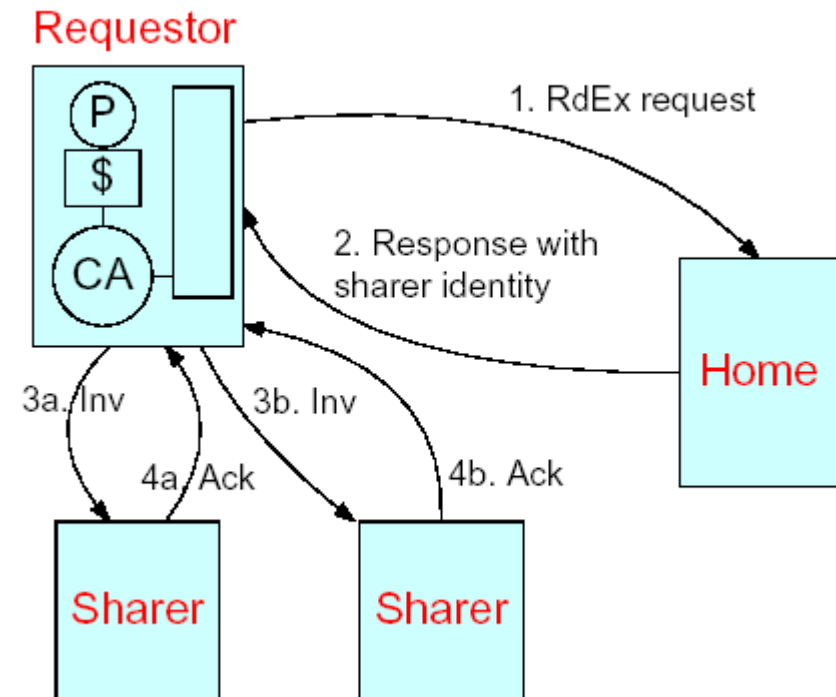 Requestor
P
$
CA
1. RdEx request
2. Response with
sharer identity
Home
3a. Inv
3b. Inv
4a. Ack
4b. Ack
Sharer
Sharer